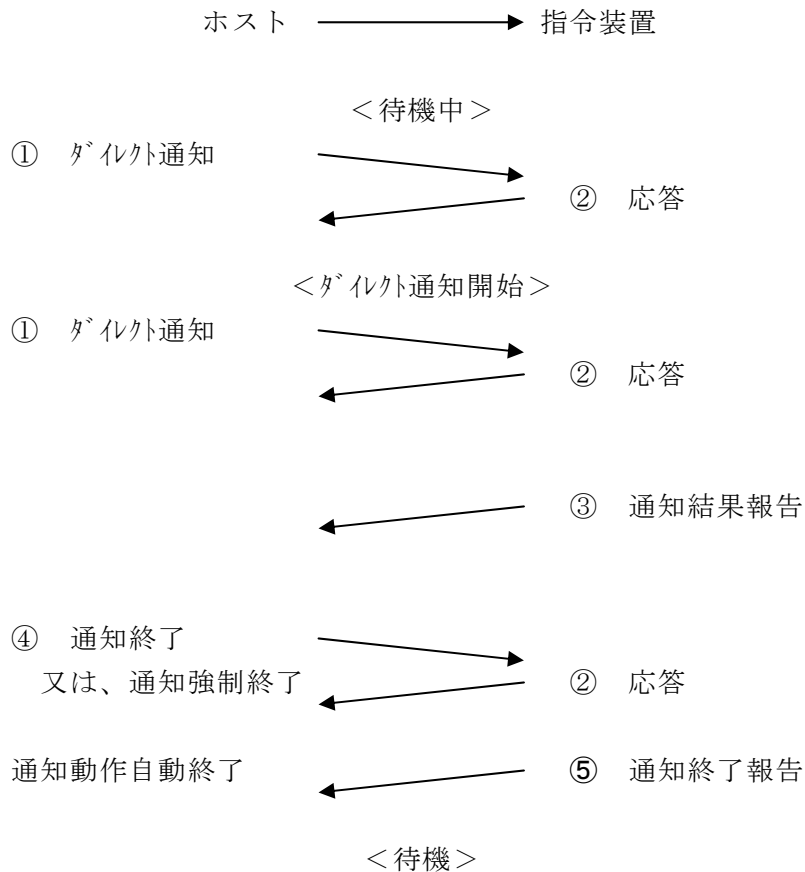 ホスト 指令装置
＜待機中＞
① ﾀﾞｲﾚｸﾄ通知
② 応答
＜ﾀﾞｲﾚｸﾄ通知開始＞
① ﾀﾞｲﾚｸﾄ通知
② 応答
③ 通知結果報告
④ 通知終了
又は、通知強制終了 ② 応答
通知動作自動終了 ⑤ 通知終了報告
＜待機＞